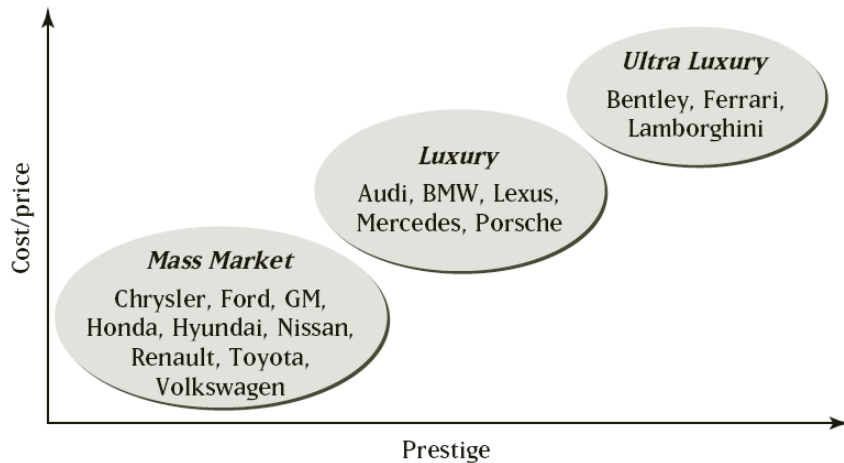 Ultra Luxury
Bentley, Ferrari,
Lamborghini
Luxury
Audi, BMW, Lexus,
Mercedes, Porsche
Mass Market
Chrysler, Ford, GM,
Honda, Hyundai, Nissan,
Renault, Toyota,
Volkswagen
Cost/price
Prestige